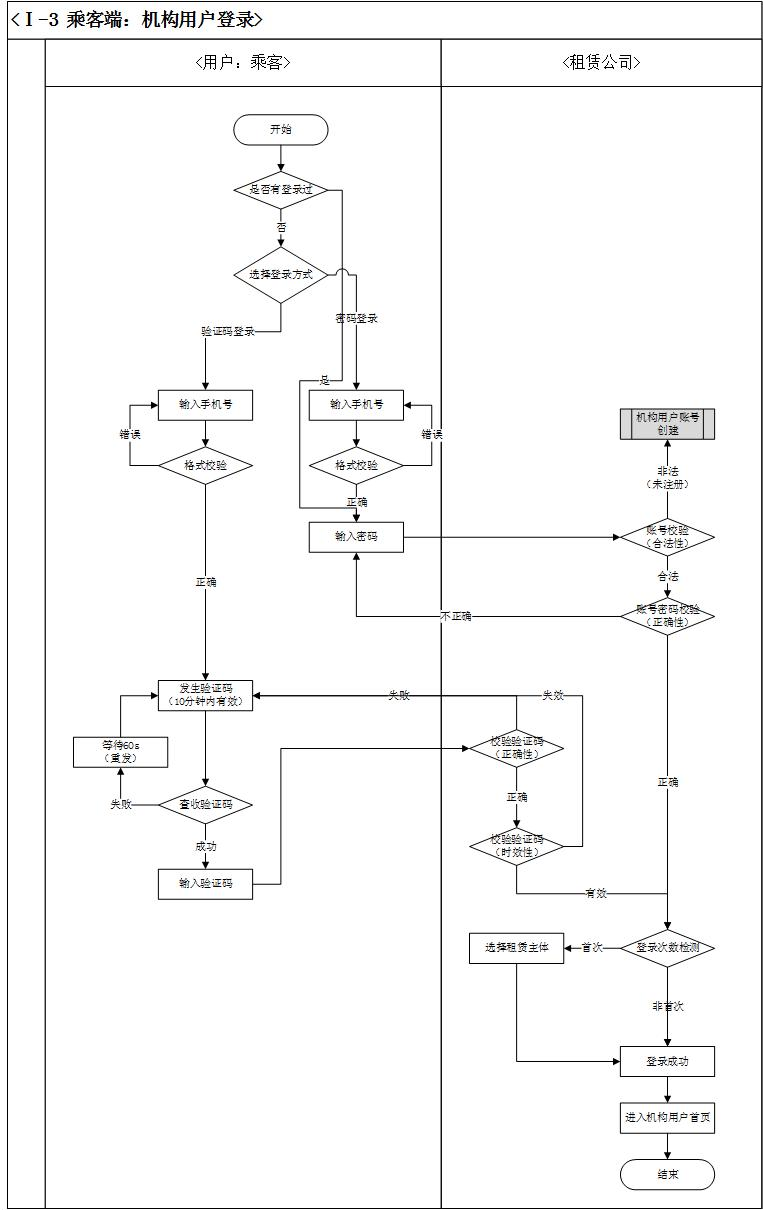 <Ⅰ-3 乘客端：机构用户登录>
<用户：乘客>
<租赁公司>
开始
是否有登录过
否
选择登录方式
密码登录
验证码登录
是
输入手机号
输入手机号
错误
错误
格式校验
格式校验
正确
机构用户账号
创建
非法
（未注册）
输入密码
账号校验
（合法性）
合法
正确
不正确
账号密码校验
（正确性）
发生验证码
（10分钟内有效）
失败
失效
等待60s
（重发）
校验验证码
（正确性）
正确
正确
失败
查收验证码
成功
校验验证码
（时效性）
输入验证码
有效
选择租赁主体
首次
登录次数检测
非首次
登录成功
进入机构用户首页
结束